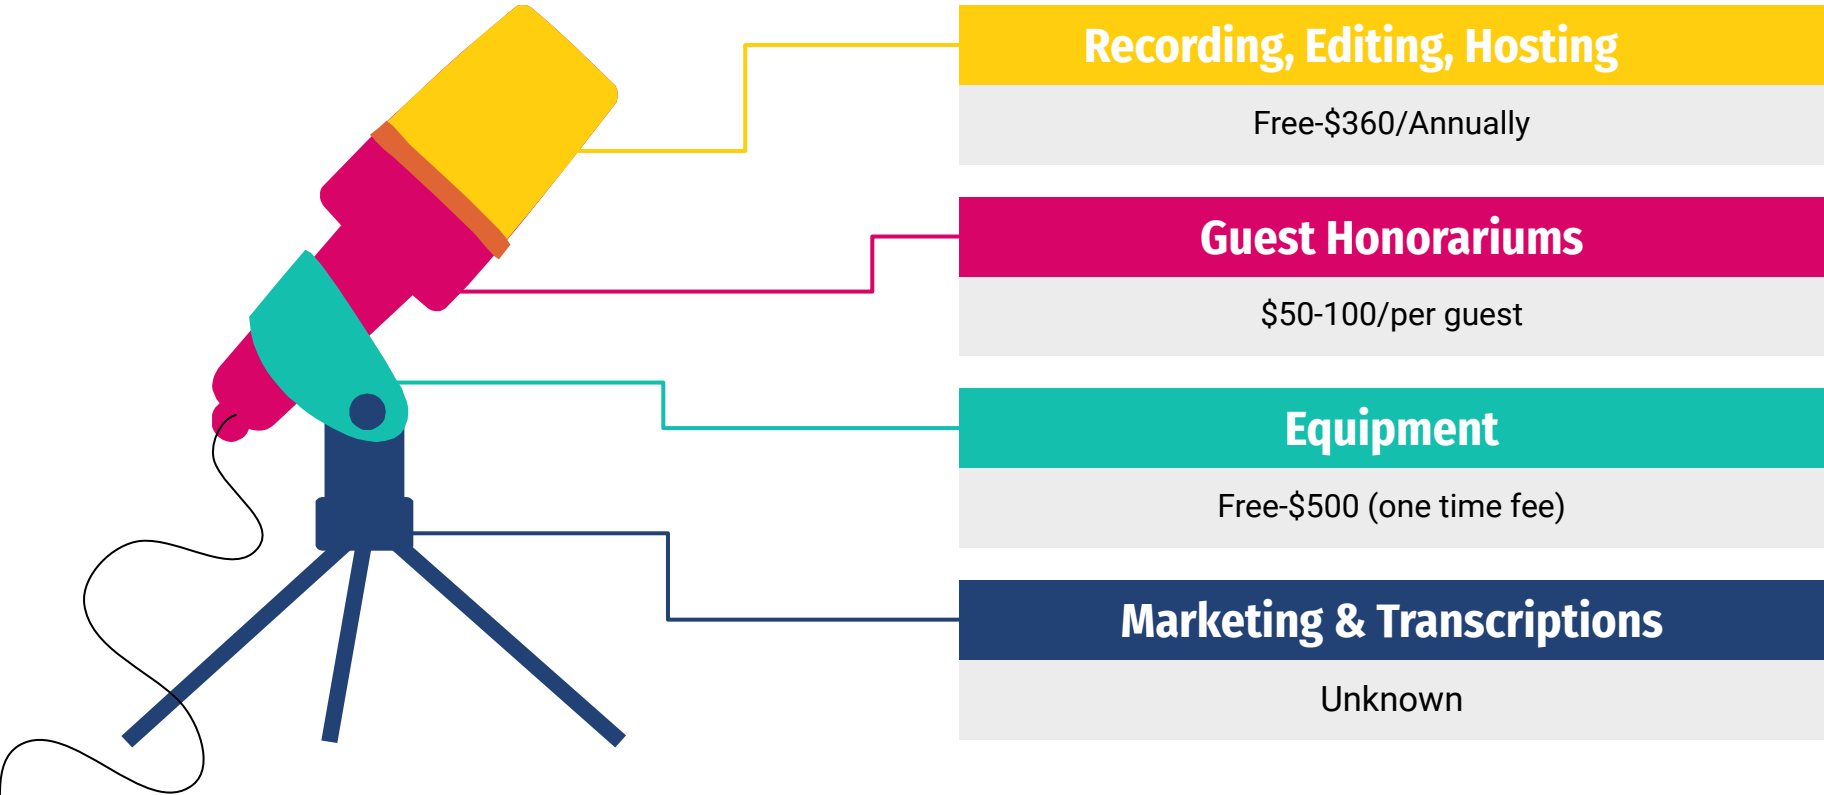 Recording, Editing, Hosting
Free-$360/Annually
Guest Honorariums
$50-100/per guest
Equipment
Free-$500 (one time fee)
Marketing & Transcriptions
Unknown